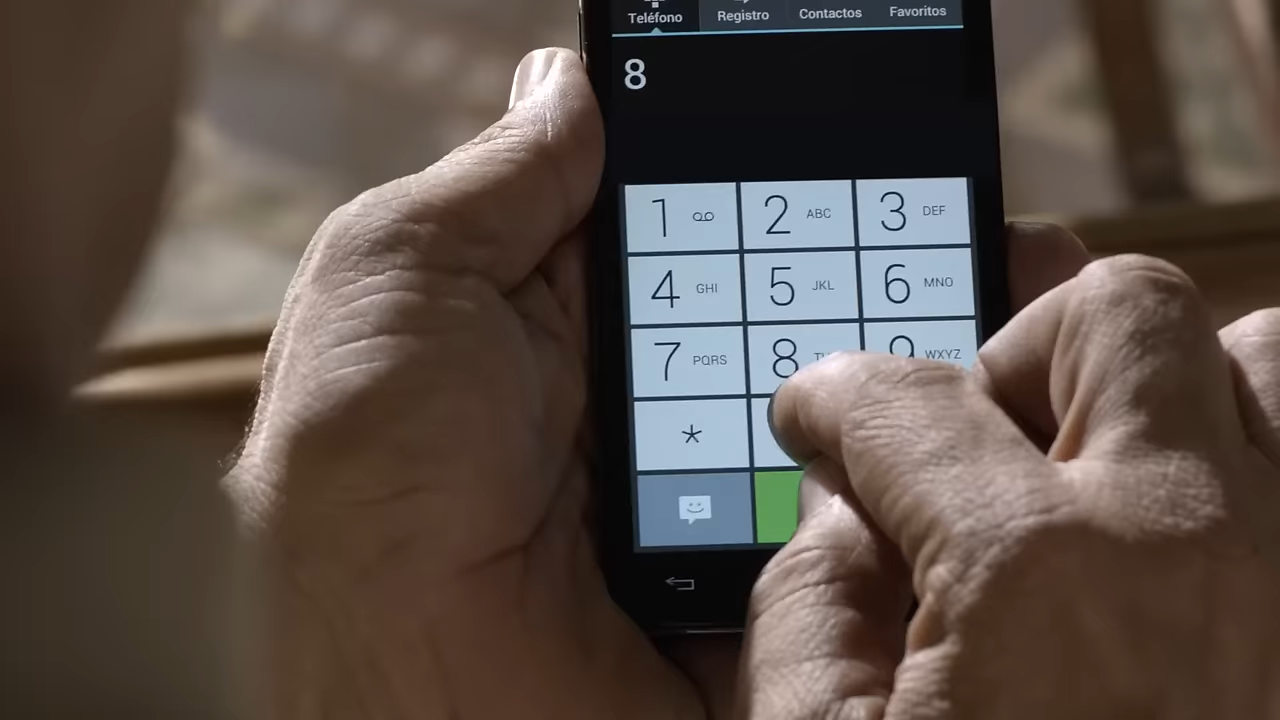 Teléfono Registro Contactos Favoritos
8
1 2 ABC 3 DEF
4 GHI 5 JKL 6 MNO
7 PQRS 8 9 WXYZ
*